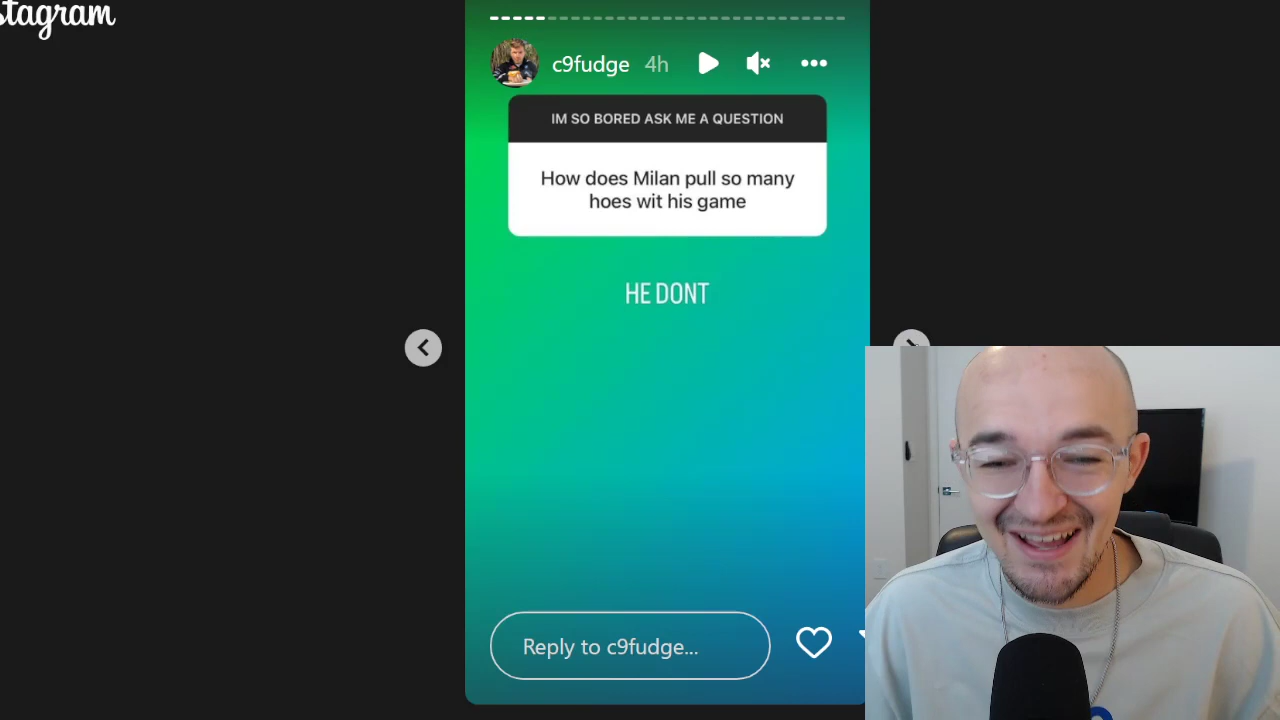 stagram
c9fudge 4h
IM SO BORED ASK ME A QUESTION
How does Milan pull so many
hoes wit his game
HE DONT
Reply to c9fudge...